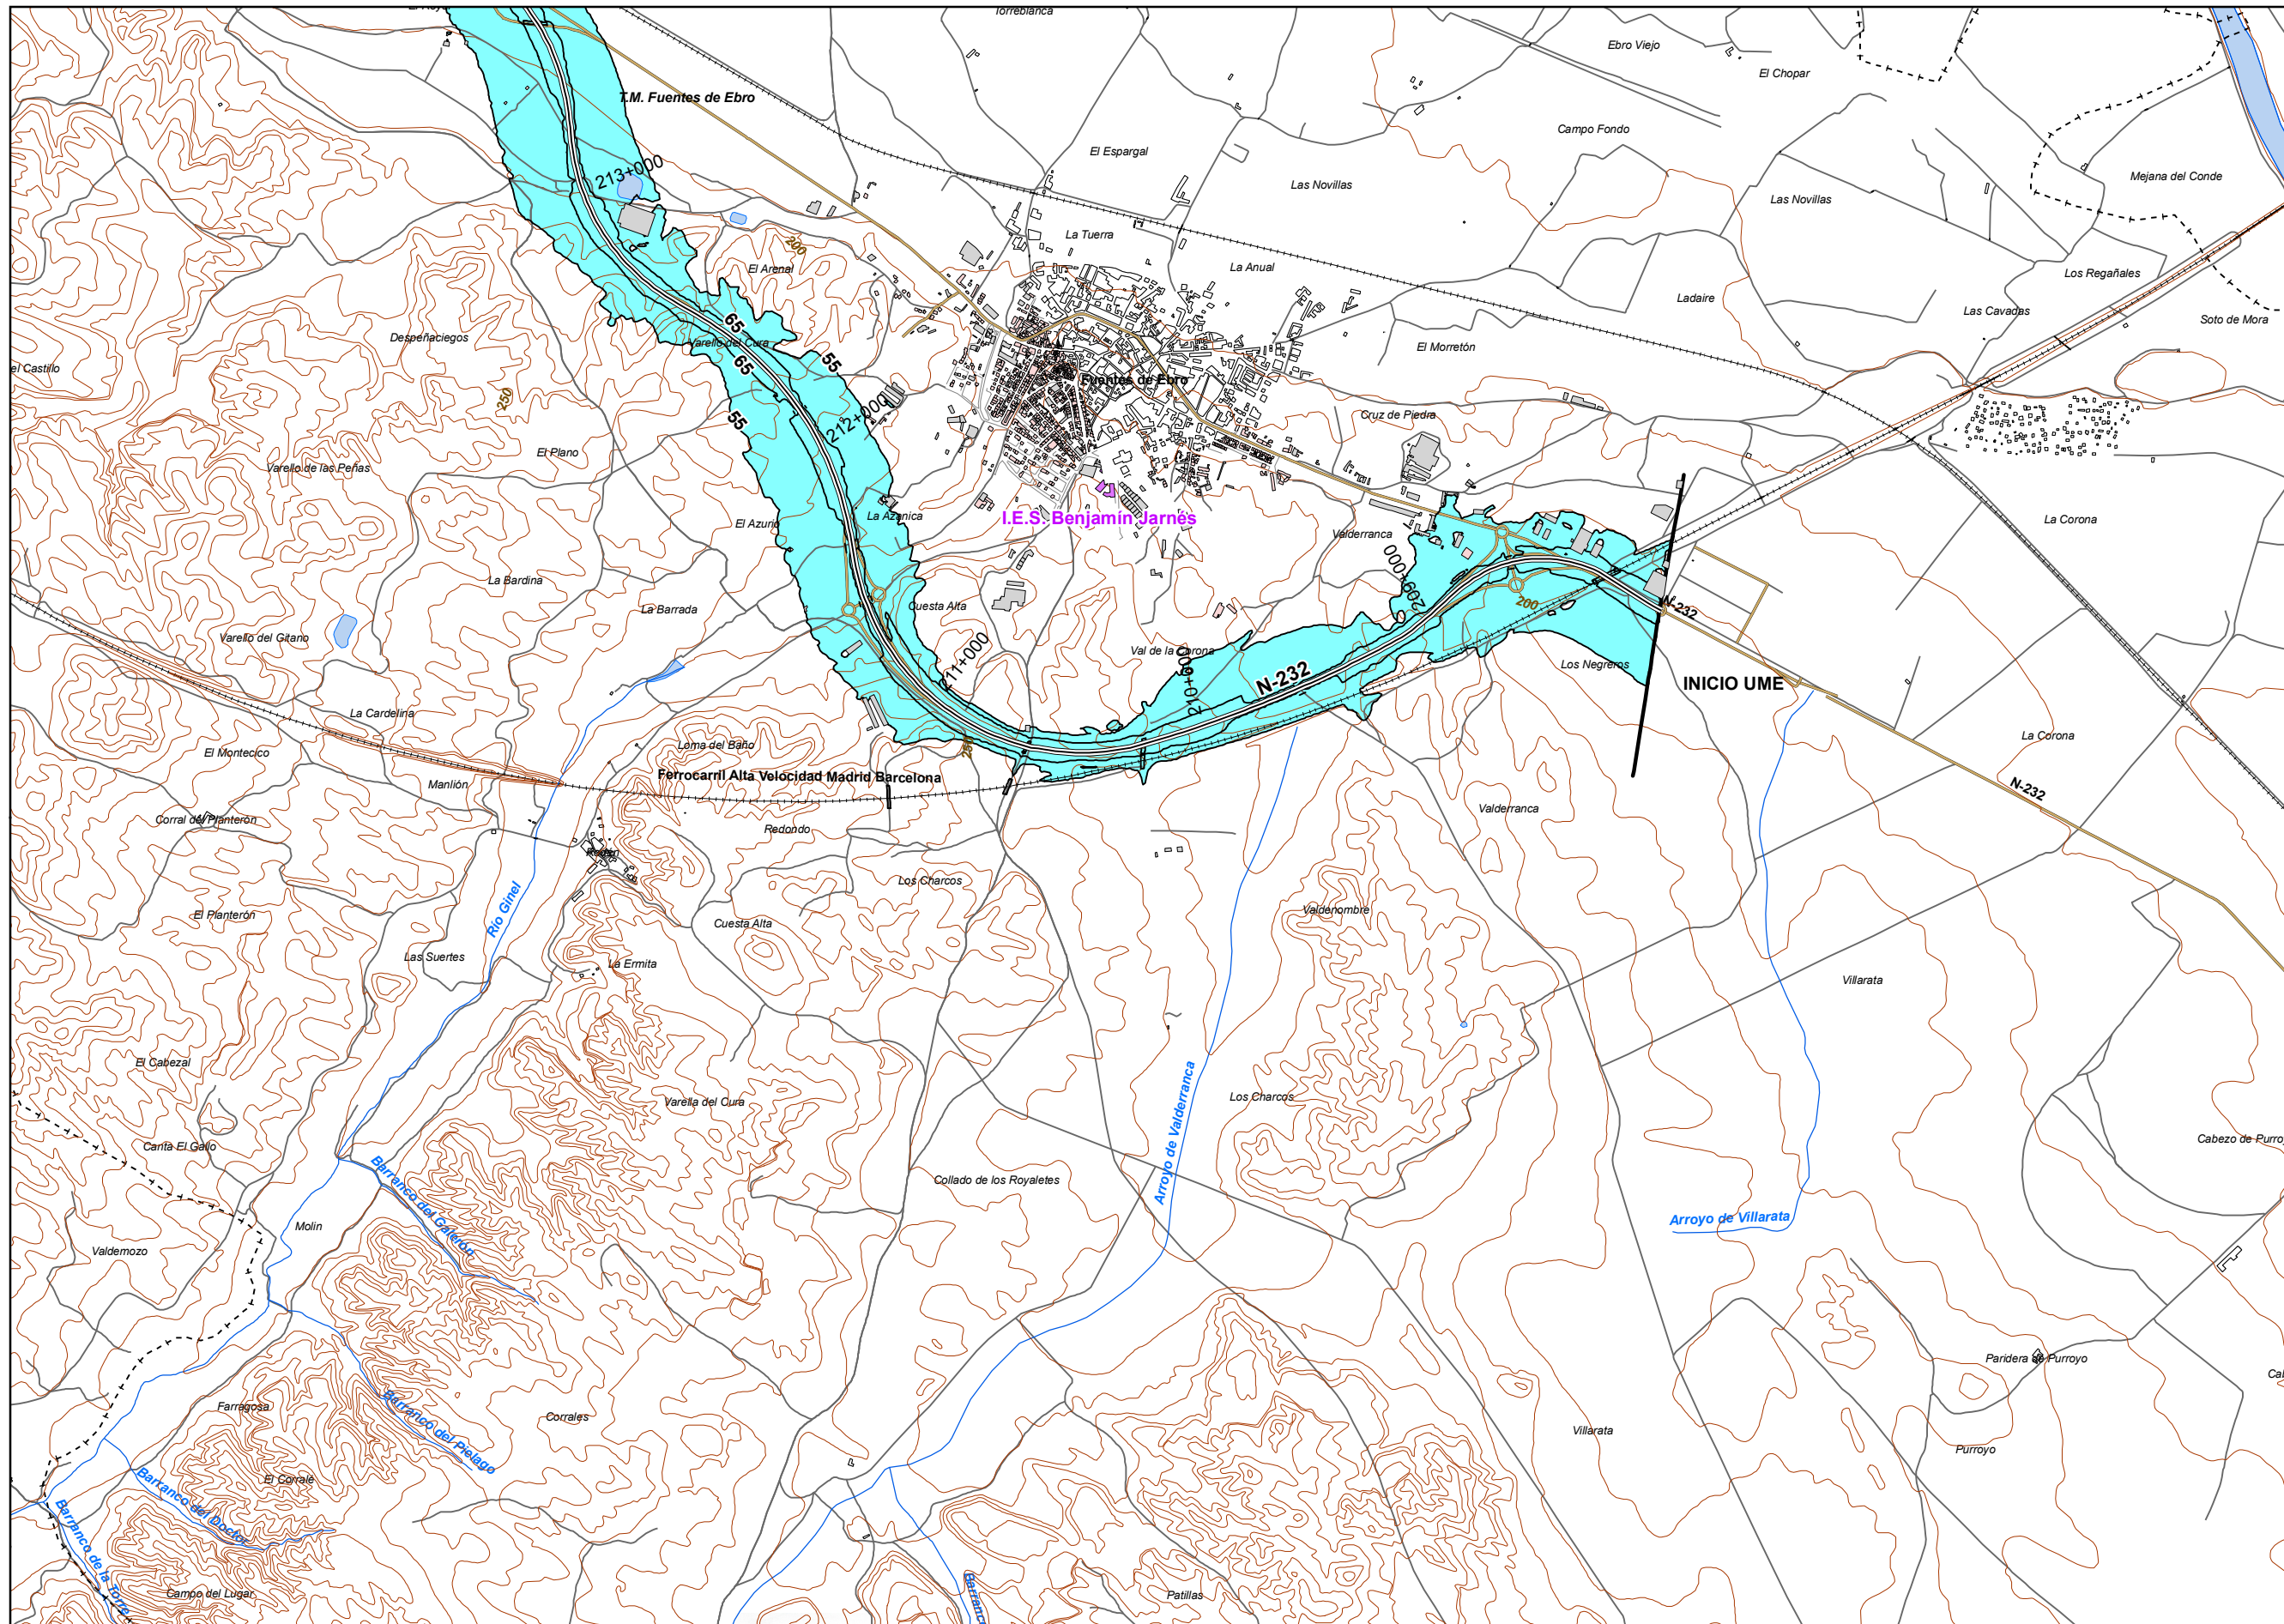 Torreblanca
Ebro Viejo
El Chopar
T.M. Fuentes de Ebro
Campo Fondo
El Espargal
213+000
Las Novillas
Mejana del Conde
Las Novillas
La Tuerra
200
El Arenal
La Anual
Los Regañales
Ladaire
Las Cavadas
Soto de Mora
65
Despeñaciegos
Varello del Cura
El Morretón
65
55
el Castillo
Fuentes de Ebro
250
55
212+000
Cruz de Piedra
El Plano
Varello de las Peñas
La Azanica
El Azurio
I.E.S. Benjamín Jarnés
Valderranca
La Corona
La Bardina
209+000
La Barrada
Cuesta Alta
200
N-232
Varello del Gitano
Val de la Corona
211+000
210+000
N-232
Los Negreros
INICIO UME
La Cardelina
La Corona
El Montecico
Loma del Baño
250
Ferrocarril Alta Velocidad Madrid Barcelona
Manlión
N-232
Valderranca
Corral del Planterón
Redondo
Los Charcos
Río Ginel
Valdenombre
El Planterón
Cuesta Alta
Las Suertes
La Ermita
Villarata
El Cabezal
Varella del Cura
Los Charcos
Arroyo de Valderranca
Canta El Gallo
Cabezo de Purro
Barranco del Galerón
Collado de los Royaletes
Molin
Arroyo de Villarata
Valdemozo
Paridera de Purroyo
Farragosa
Corrales
Barranco del Pielago
Villarata
Purroyo
El Corrale
Barranco del Doctor
Barranco de la Torre
Campo del Lugar
Patillas
Barranco